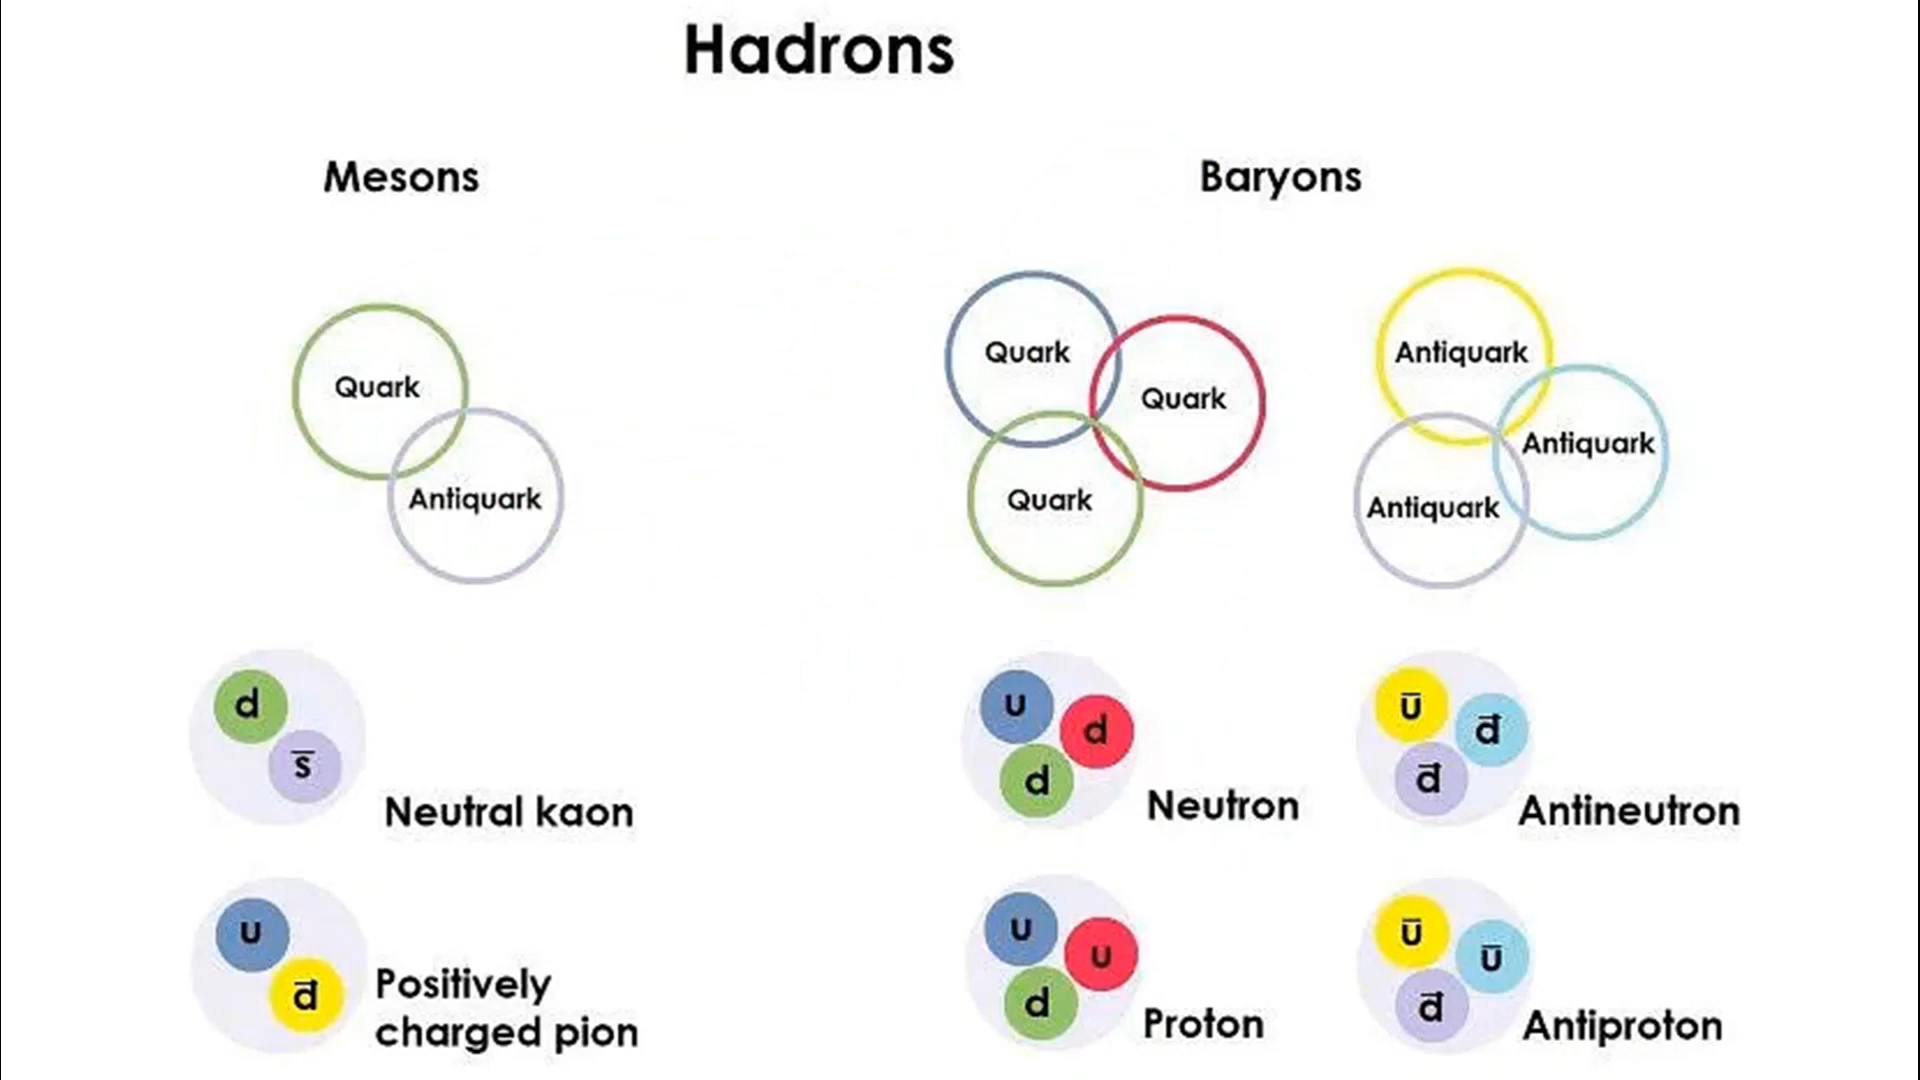 Hadrons
Mesons
Baryons
Quark
Antiquark
Quark
Quark
Quark
Antiquark
Antiquark
Antiquark
d
s̅
Neutral kaon
u
d̅
Positively
charged pion
u
d
d
Neutron
u̅
d̅
d̅
Antineutron
u
u
d
Proton
u̅
u̅
d̅
Antiproton